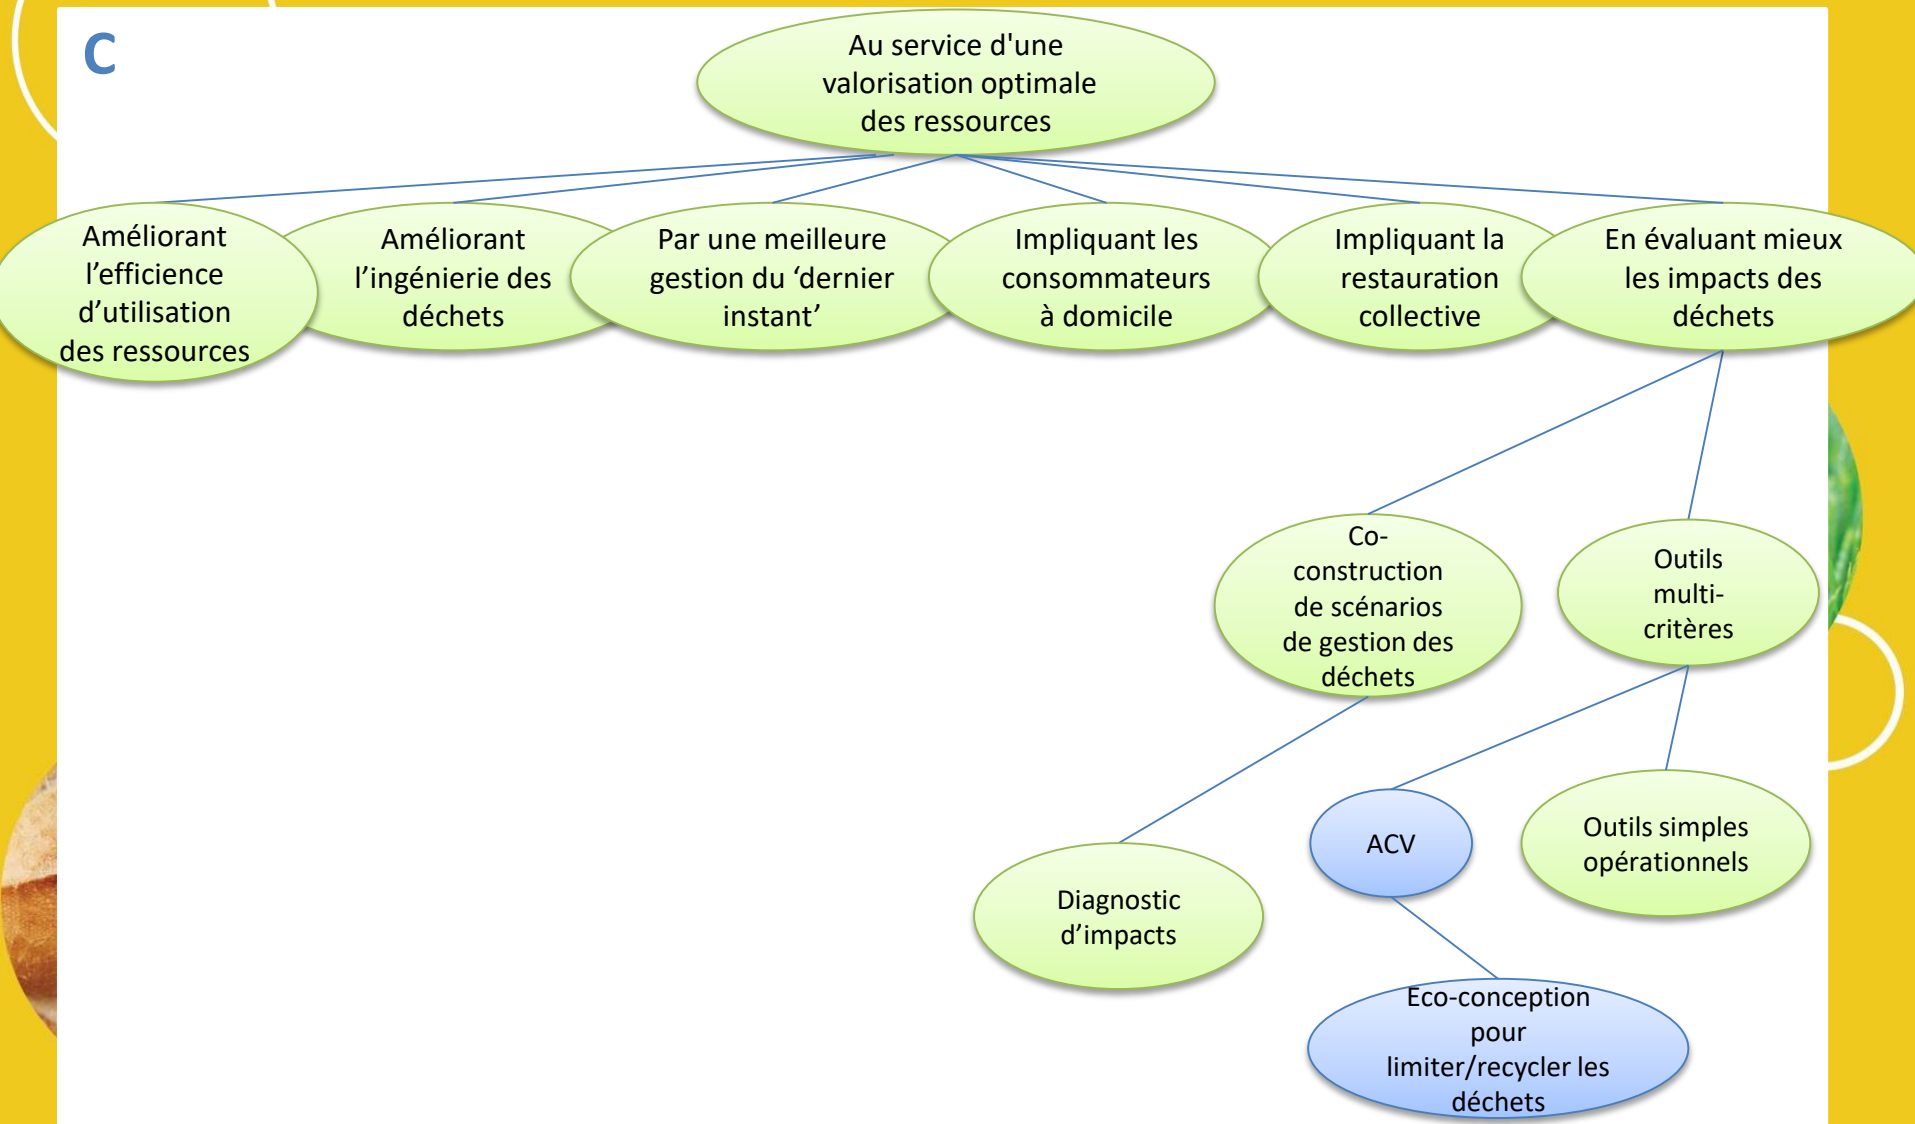 C
Au service d'une
valorisation optimale
des ressources
Améliorant
l’efficience
d’utilisation
des ressources
Améliorant
l’ingénierie des
déchets
Par une meilleure
gestion du ‘dernier
instant’
Impliquant les
consommateurs
à domicile
Impliquant la
restauration
collective
En évaluant mieux
les impacts des
déchets
Co-
construction
de scénarios
de gestion des
déchets
Outils
multi-
critères
Diagnostic
d’impacts
ACV
Outils simples
opérationnels
Eco-conception
pour
limiter/recycler les
déchets